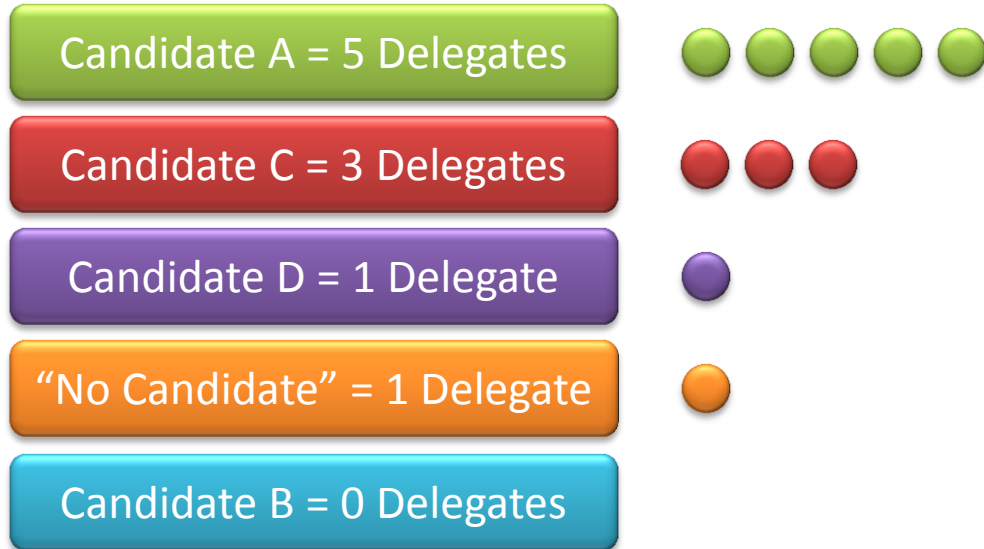 Candidate A = 5 Delegates
Candidate C = 3 Delegates
Candidate D = 1 Delegate
“No Candidate” = 1 Delegate
Candidate B = 0 Delegates